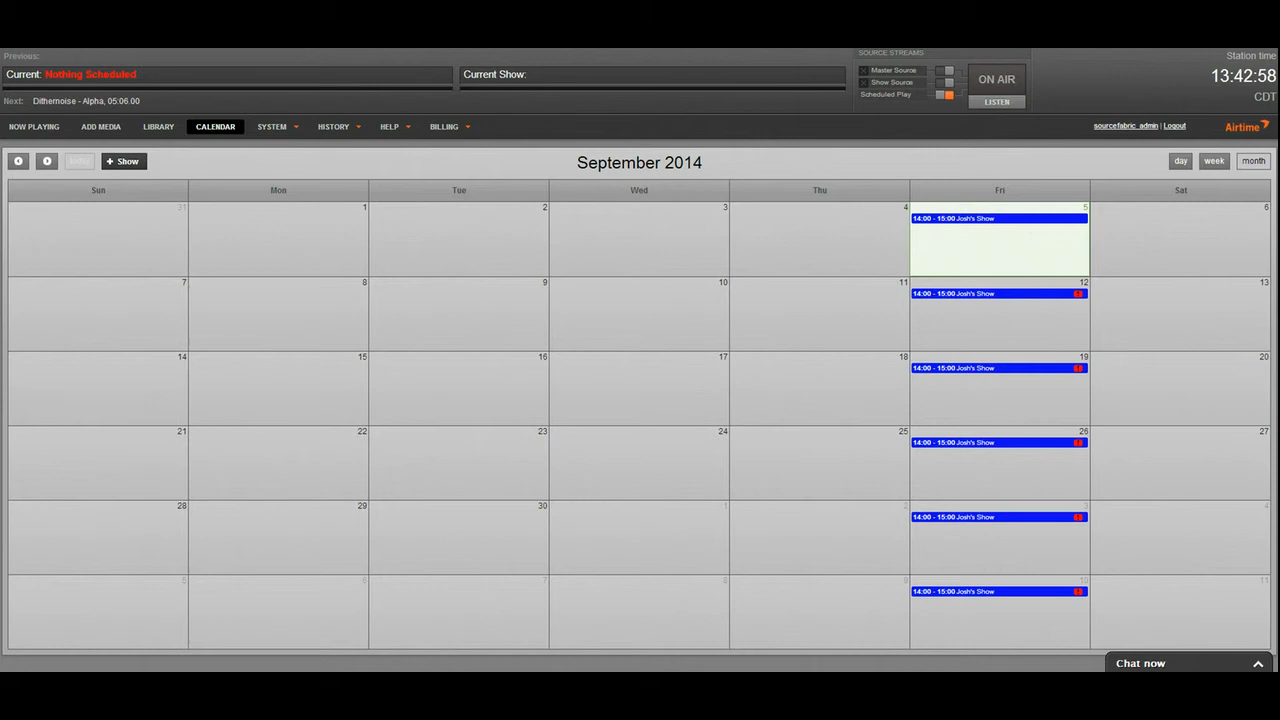 Previous:
SOURCE STREAMS
Station time
Current: Nothing Scheduled
Current Show:
Master Source
Show Source
Scheduled Play
ON AIR
LISTEN
13:42:58
CDT
Next: Dithernoise - Alpha, 05:06.00
NOW PLAYING ADD MEDIA LIBRARY CALENDAR SYSTEM HISTORY HELP BILLING
sourcefabric_admin | Logout
Airtime
today + Show
September 2014
day week month
Sun Mon Tue Wed Thu Fri Sat
31 1 2 3 4 5 6
14:00 - 15:00 Josh's Show
7 8 9 10 11 12 13
14:00 - 15:00 Josh's Show
14 15 16 17 18 19 20
14:00 - 15:00 Josh's Show
21 22 23 24 25 26 27
14:00 - 15:00 Josh's Show
28 29 30 1 2 3 4
14:00 - 15:00 Josh's Show
5 6 7 8 9 10 11
14:00 - 15:00 Josh's Show
Chat now